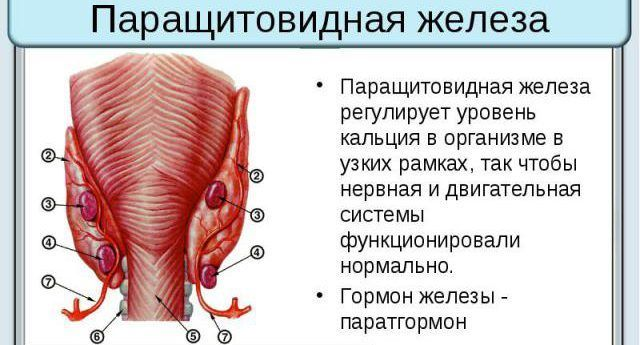 Паращитовидная железа
• Паращитовидная железа
регулирует уровень
кальция в организме в
узких рамках, так чтобы
нервная и двигательная
системы
функционировали
нормально.
• Гормон железы -
паратгормон
2
2
3
3
4
4
7
6
5
7